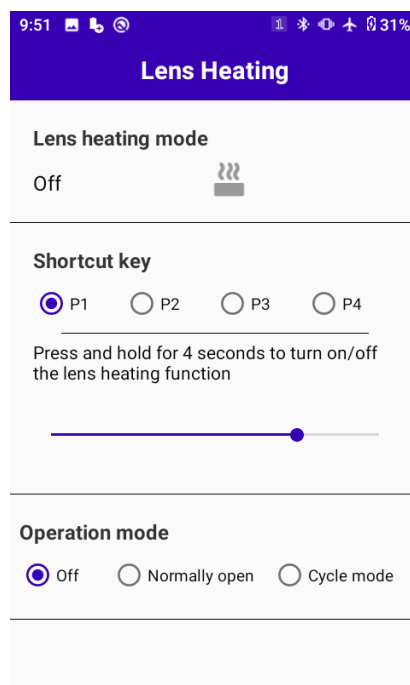 9:51 1 31%
Lens Heating
Lens heating mode
Off
Shortcut key
P1 P2 P3 P4
Press and hold for 4 seconds to turn on/off
the lens heating function
Operation mode
Off Normally open Cycle mode